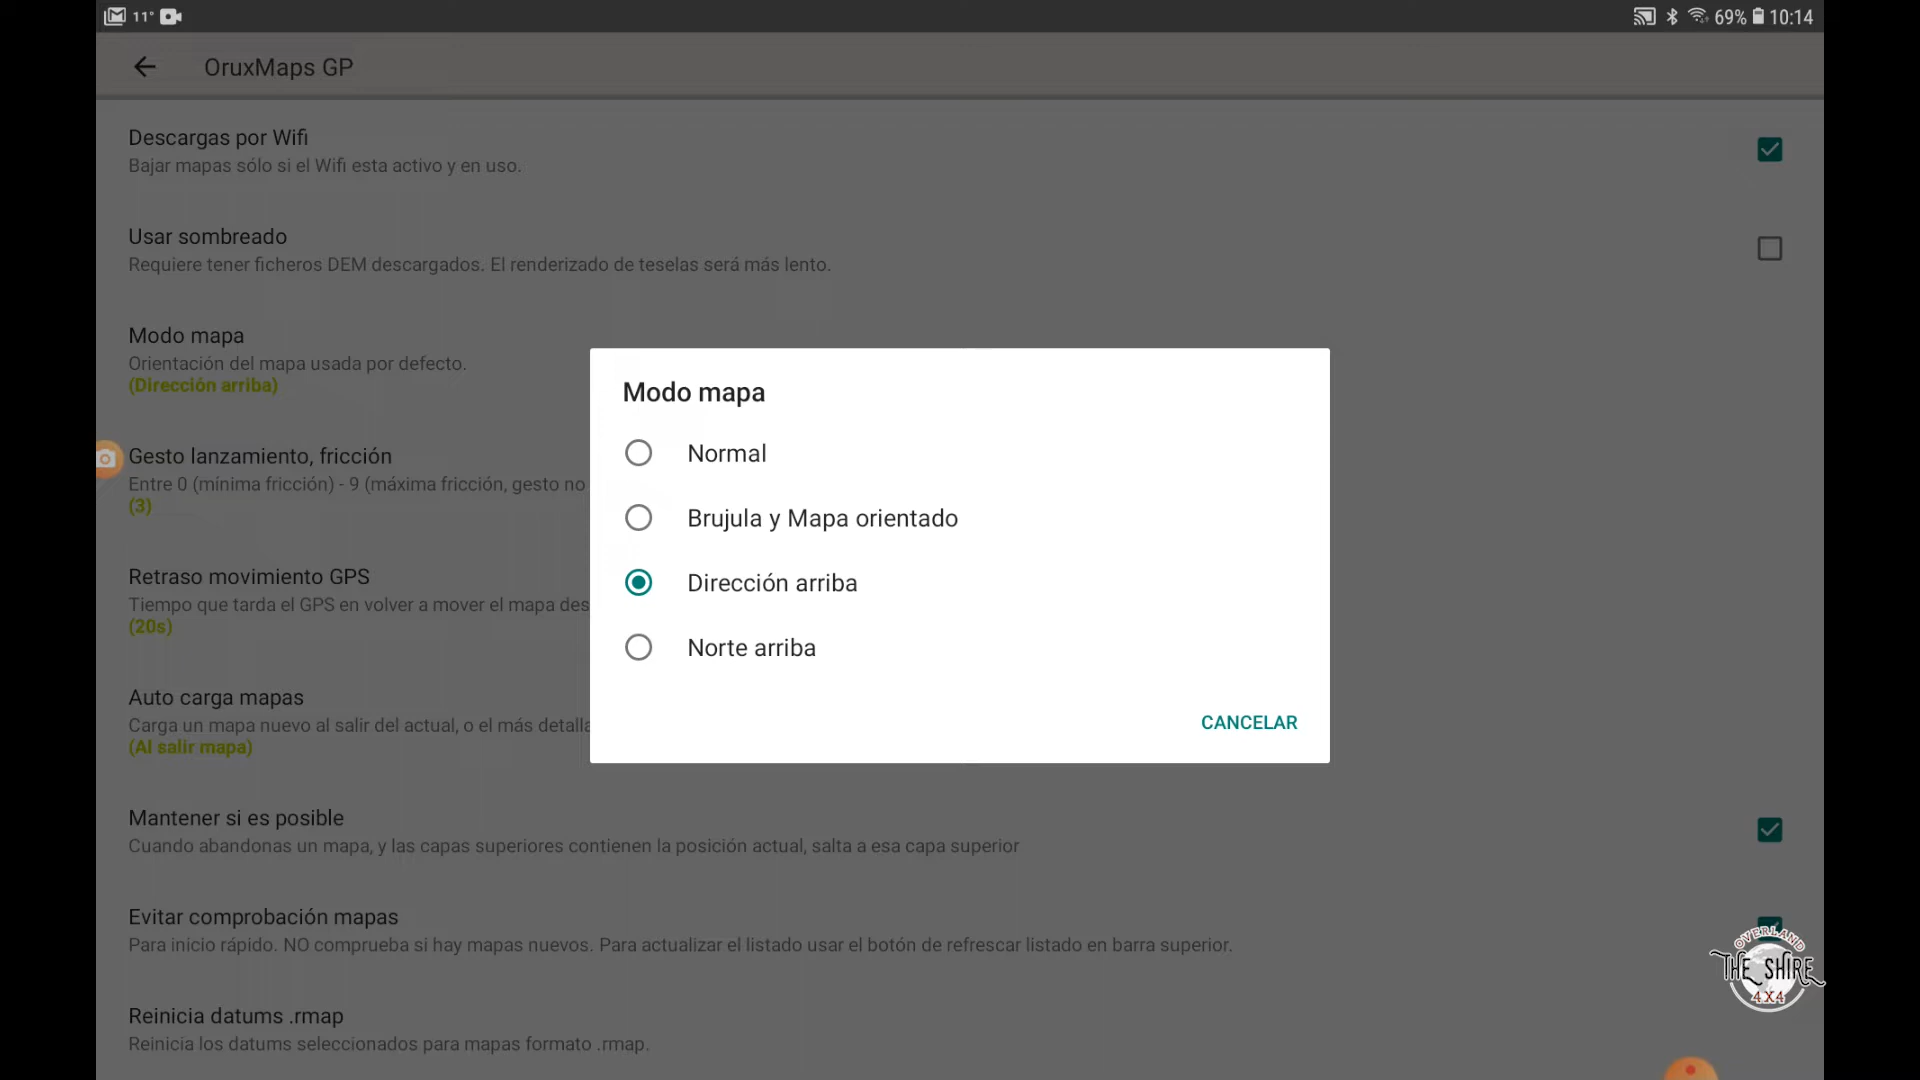 11° 69% 10:14
OruxMaps GP
Descargas por Wifi
Bajar mapas sólo si el Wifi esta activo y en uso.
Usar sombreado
Requiere tener ficheros DEM descargados. El renderizado de teselas será más lento.
Modo mapa
Orientación del mapa usada por defecto.
(Dirección arriba)
Gesto lanzamiento, fricción
Entre 0 (mínima fricción) - 9 (máxima fricción, gesto no
(3)
Retraso movimiento GPS
Tiempo que tarda el GPS en volver a mover el mapa des
(20s)
Auto carga mapas
Carga un mapa nuevo al salir del actual, o el más detalla
(Al salir mapa)
Modo mapa
Normal
Brujula y Mapa orientado
Dirección arriba
Norte arriba
CANCELAR
Mantener si es posible
Cuando abandonas un mapa, y las capas superiores contienen la posición actual, salta a esa capa superior
Evitar comprobación mapas
Para inicio rápido. NO comprueba si hay mapas nuevos. Para actualizar el listado usar el botón de refrescar listado en barra superior.
Reinicia datums .rmap
Reinicia los datums seleccionados para mapas formato .rmap.
OVERLAND
THE SHIRE
4X4